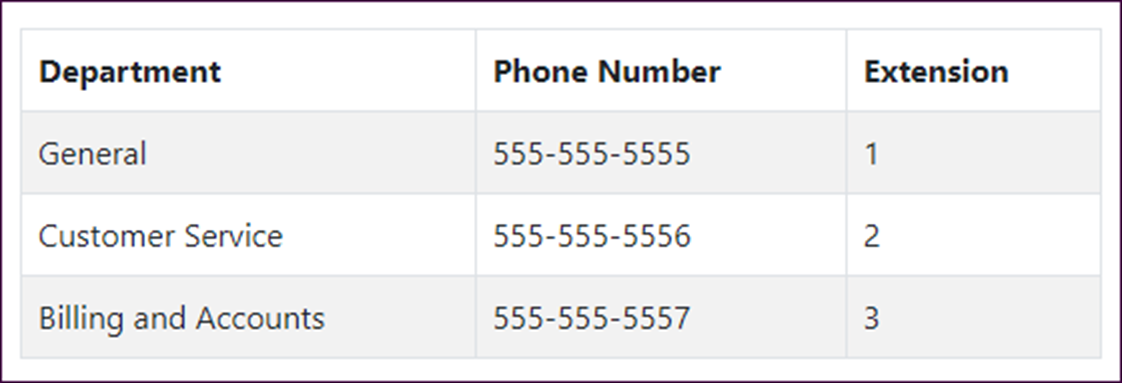 Department Phone Number Extension
General 555-555-5555 1
Customer Service 555-555-5556 2
Billing and Accounts 555-555-5557 3